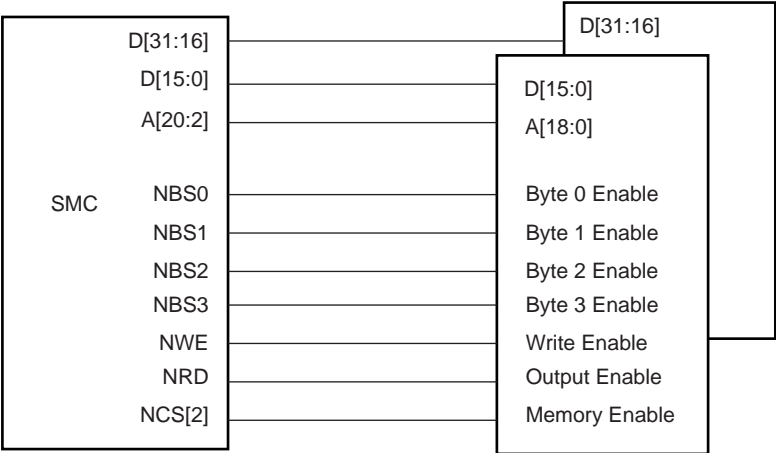 D[31:16] D[31:16]
D[15:0] D[15:0]
A[20:2] A[18:0]
SMC
NBS0 Byte 0 Enable
NBS1 Byte 1 Enable
NBS2 Byte 2 Enable
NBS3 Byte 3 Enable
NWE Write Enable
NRD Output Enable
NCS[2] Memory Enable